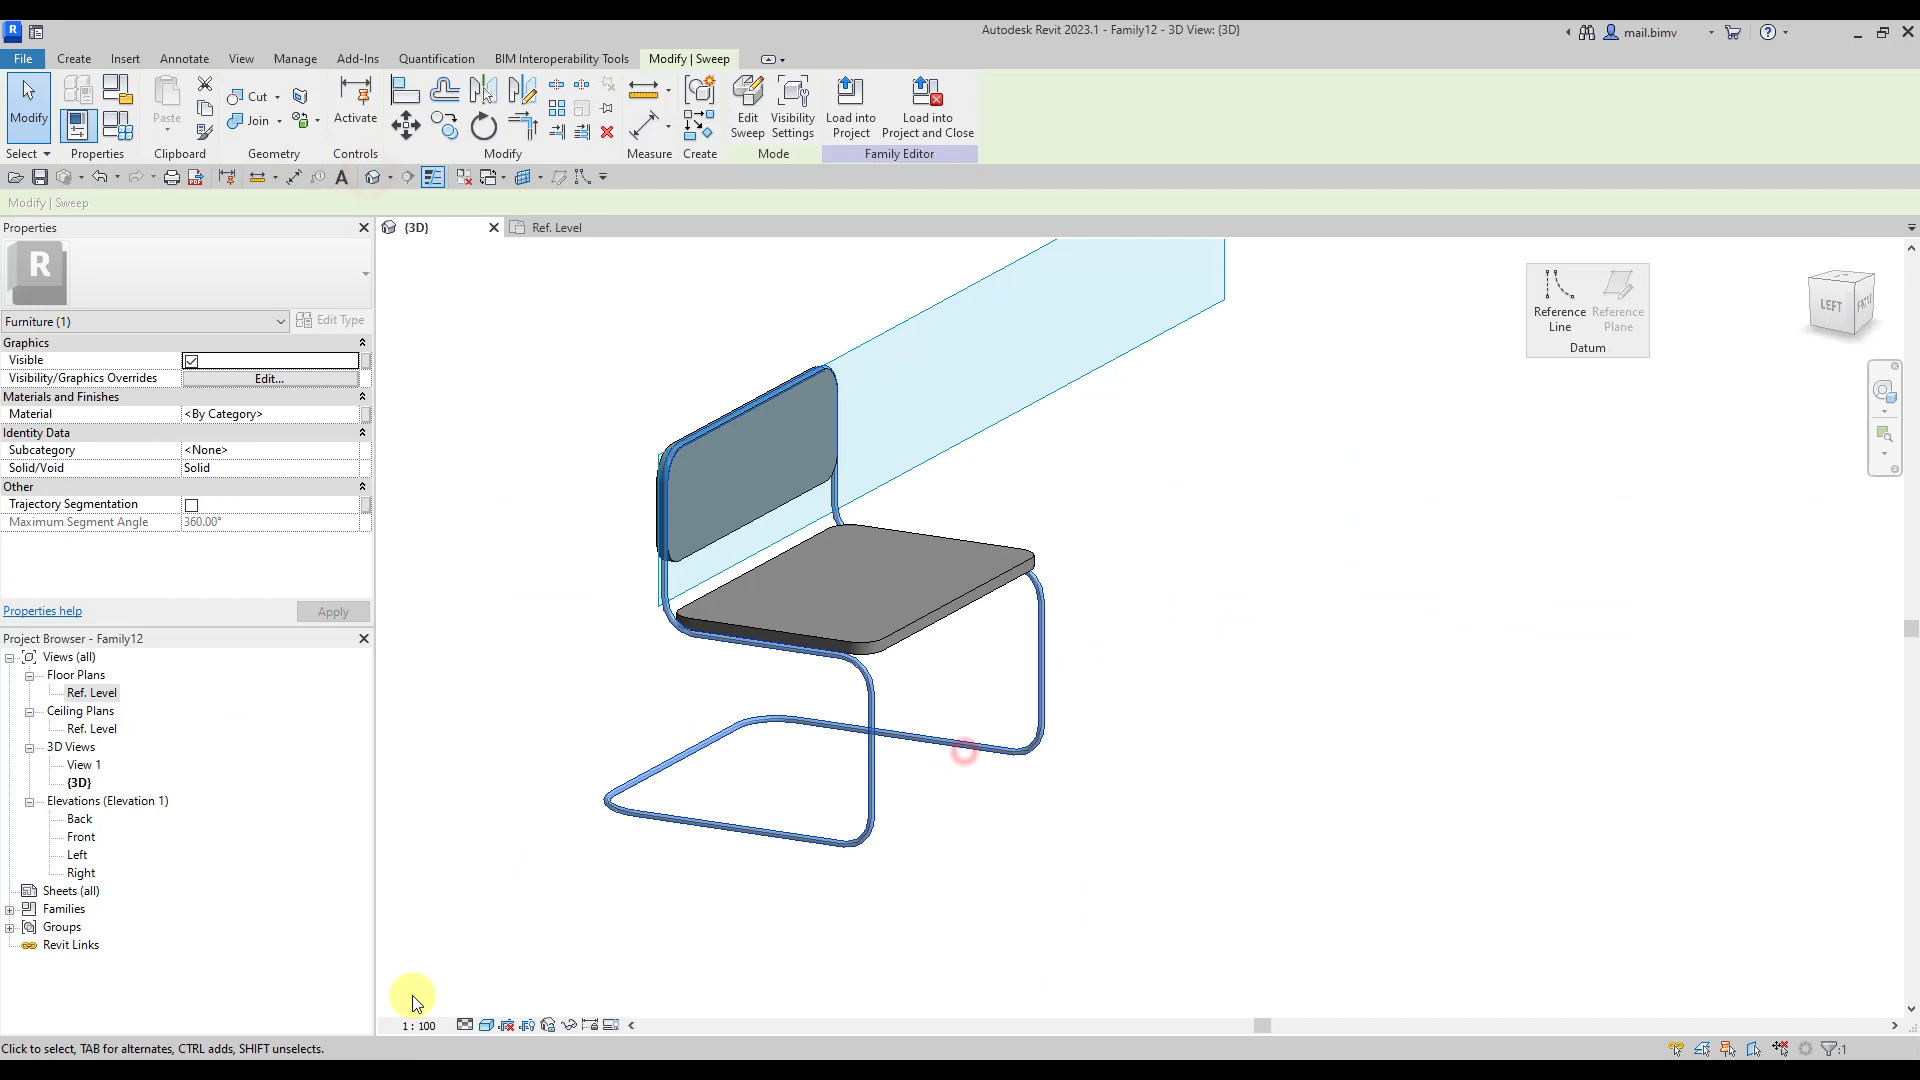 R
Autodesk Revit 2023.1 - Family12 - 3D View: {3D}
mail.bimv
File Create Insert Annotate View Manage Add-Ins Quantification BIM Interoperability Tools Modify | Sweep
Modify
Paste
Cut
Join
Activate
Edit Sweep
Visibility Settings
Load into Project
Load into Project and Close
Select Properties Clipboard Geometry Controls Modify Measure Create Mode Family Editor
A
Modify | Sweep
Properties
{3D}
Ref. Level
R
Furniture (1)
Edit Type
Graphics
Visible
Visibility/Graphics Overrides Edit...
Materials and Finishes
Material <By Category>
Identity Data
Subcategory <None>
Solid/Void Solid
Other
Trajectory Segmentation
Maximum Segment Angle 360.00°
Properties help
Apply
Project Browser - Family12
Views (all)
Floor Plans
Ref. Level
Ceiling Plans
Ref. Level
3D Views
View 1
{3D}
Elevations (Elevation 1)
Back
Front
Left
Right
Sheets (all)
Families
Groups
Revit Links
Reference Line
Reference Plane
Datum
LEFT
1 : 100
Click to select, TAB for alternates, CTRL adds, SHIFT unselects.
:1